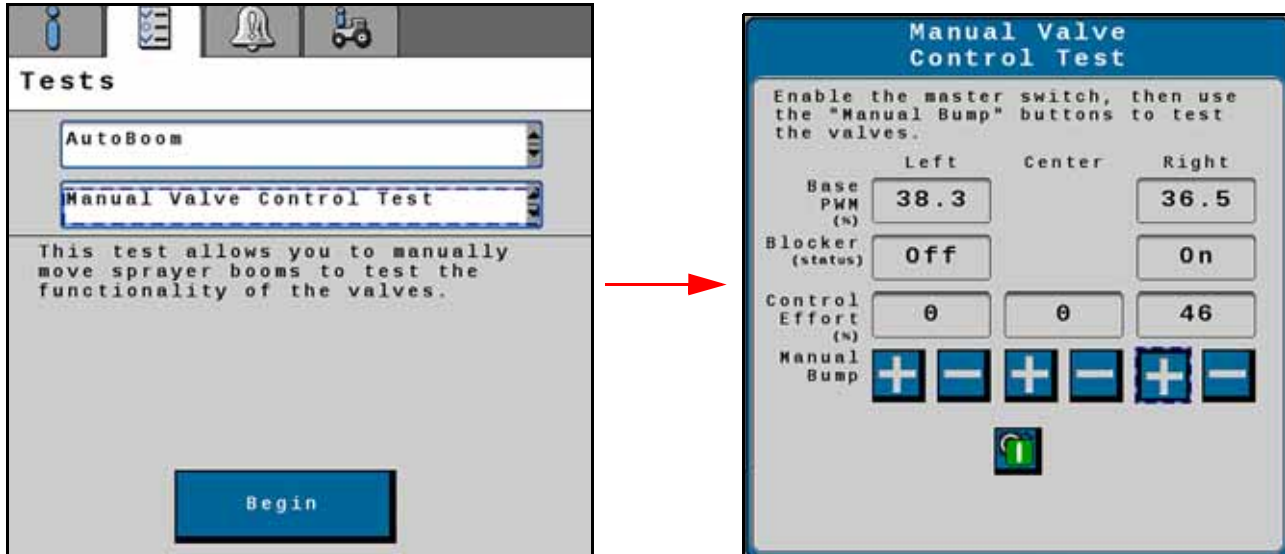 Tests
AutoBoom
Manual Valve Control Test
This test allows you to manually
move sprayer booms to test the
functionality of the valves.
Begin
Manual Valve
Control Test
Enable the master switch, then use
the "Manual Bump" buttons to test
the valves.
Left Center Right
Base
PWM
(%)
38.3 36.5
Blocker
(status)
Off On
Control
Effort
(%)
0 0 46
Manual
Bump